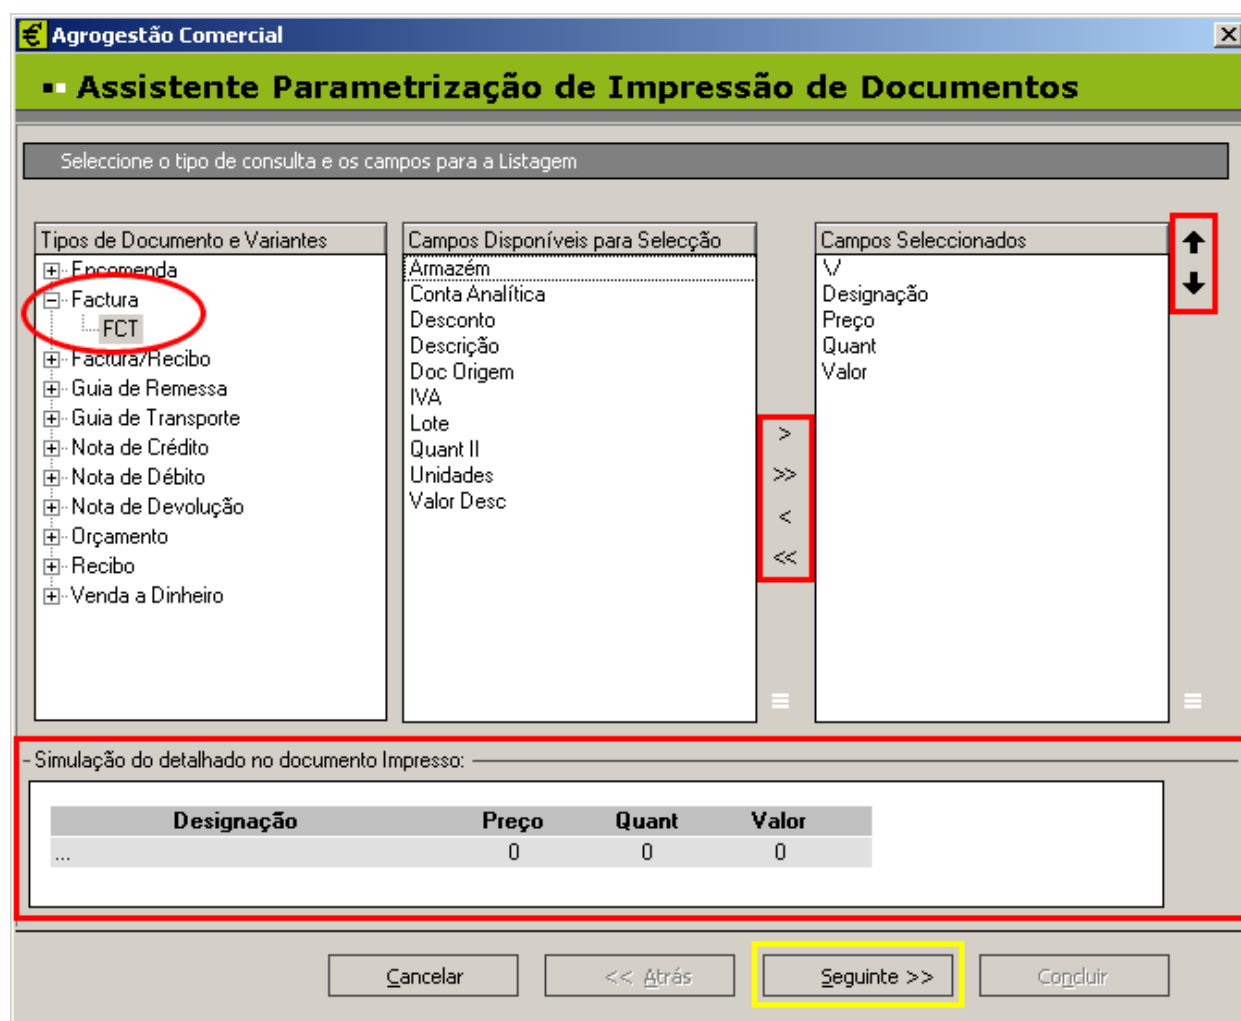 Agrogestão Comercial
Assistente Parametrização de Impressão de Documentos
Seleccione o tipo de consulta e os campos para a Listagem
Tipos de Documento e Variantes
Encomenda
Factura
FCT
Factura/Recibo
Guia de Remessa
Guia de Transporte
Nota de Crédito
Nota de Débito
Nota de Devolução
Orçamento
Recibo
Venda a Dinheiro
Campos Disponíveis para Selecção
Armazém
Conta Analítica
Desconto
Descrição
Doc Origem
IVA
Lote
Quant II
Unidades
Valor Desc
>
>>
<
<<
Campos Seleccionados
\/
Designação
Preço
Quant
Valor
Simulação do detalhado no documento Impresso:
Designação Preço Quant Valor
... 0 0 0
Cancelar << Atrás Seguinte >> Concluir